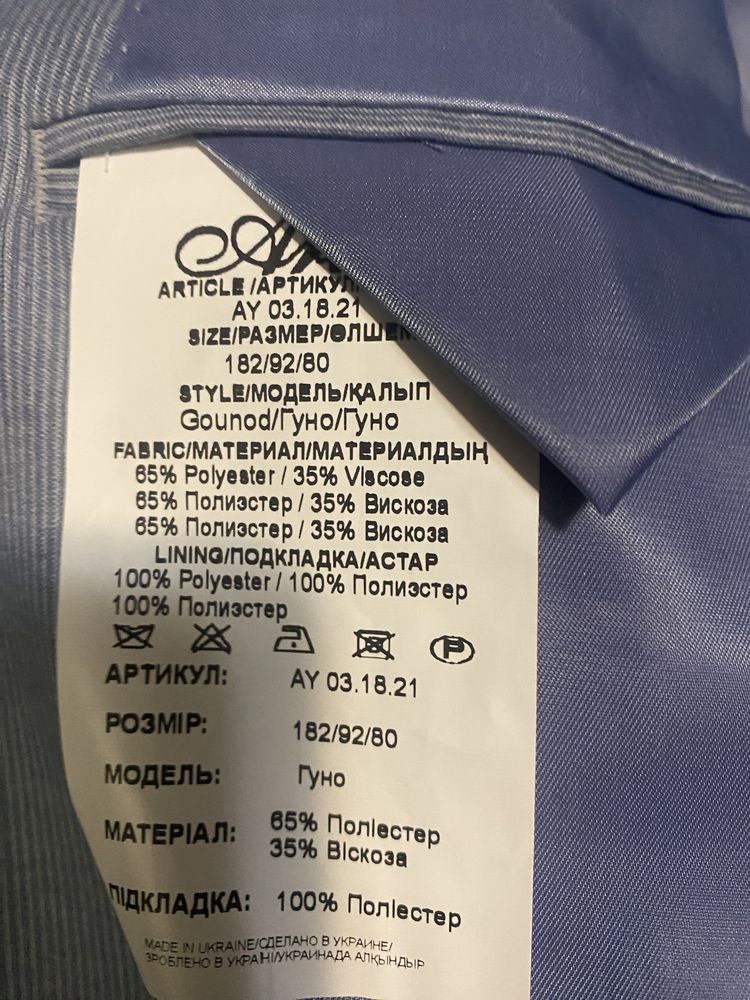 ARTICLE /АРТИКУЛ
AY 03.18.21
SIZE/РАЗМЕР/ӨЛШЕМ
182/92/80
STYLE/МОДЕЛЬ/ҚАЛЫП
Gounod/Гуно/Гуно
FABRIC/МАТЕРИАЛ/МАТЕРИАЛДЫҢ
65% Polyester / 35% Viscose
65% Полиэстер / 35% Вискоза
65% Полиэстер / 35% Вискоза
LINING/ПОДКЛАДКА/АСТАР
100% Polyester / 100% Полиэстер
100% Полиэстер
P
АРТИКУЛ: AY 03.18.21
РОЗМІР: 182/92/80
МОДЕЛЬ: Гуно
МАТЕРІАЛ: 65% Поліестер
35% Віскоза
ПІДКЛАДКА: 100% Поліестер
MADE IN UKRAINE/СДЕЛАНО В УКРАИНЕ/
ЗРОБЛЕНО В УКРАЇНІ/УКРАИНАДА АЛҚЫНДЫР